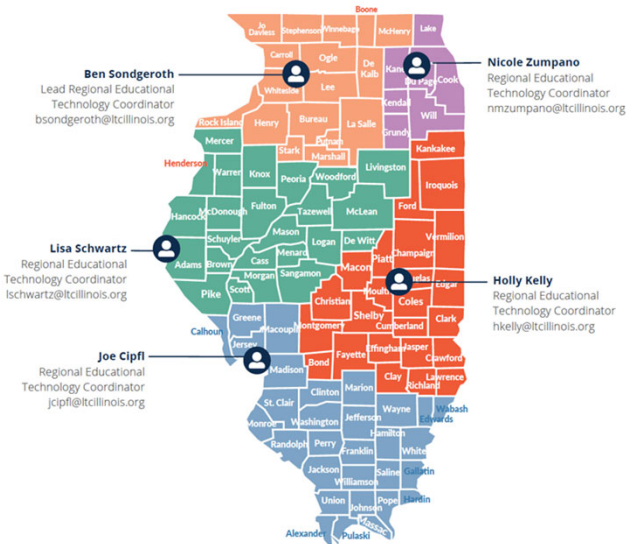 Boone
Jo
Daviess
Stephenson
Winnebago
McHenry
Lake
Carroll
Ogle
De
Kalb
Kane
Du Page
Cook
Ben Sondgeroth
Lead Regional Educational
Technology Coordinator
bsondgeroth@ltcillinois.org
Nicole Zumpano
Regional Educational
Technology Coordinator
nmzumpano@ltcillinois.org
Whiteside
Lee
Kendall
Will
Rock Island
Henry
Bureau
La Salle
Grundy
Putnam
Mercer
Stark
Marshall
Kankakee
Henderson
Warren
Knox
Peoria
Woodford
Livingston
Iroquois
Hancock
McDonough
Fulton
Tazewell
McLean
Ford
Vermilion
Schuyler
Mason
Lisa Schwartz
Regional Educational
Technology Coordinator
lschwartz@ltcillinois.org
Adams
Brown
Cass
Menard
Logan
De Witt
Piatt
Champaign
Macon
Morgan
Sangamon
Scott
Pike
Moult
Coles
Edgar
Holly Kelly
Regional Educational
Technology Coordinator
hkelly@ltcillinois.org
Christian
Shelby
Clark
Cumberland
Greene
Calhoun
Jersey
Macoupin
Montgomery
Joe Cipfl
Regional Educational
Technology Coordinator
jcipfl@ltcillinois.org
Madison
Bond
Fayette
Effingham
Jasper
Crawford
Clay
Richland
Lawrence
Clinton
Marion
St. Clair
Wayne
Wabash
Edwards
Washington
Jefferson
Monroe
Hamilton
Randolph
Perry
Franklin
White
Jackson
Williamson
Saline
Gallatin
Union
Johnson
Pope
Hardin
Massac
Alexander
Pulaski